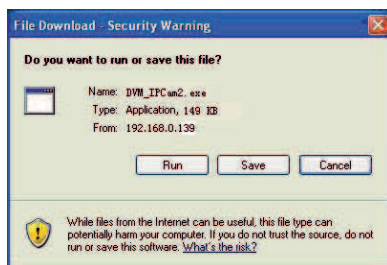 File Download - Security Warning
Do you want to run or save this file?
Name: DVM_IPCam2.exe
Type: Application, 149 KB
From: 192.168.0.139
Run Save Cancel
While files from the Internet can be useful, this file type can
potentially harm your computer. If you do not trust the source, do not
run or save this software. What's the risk?